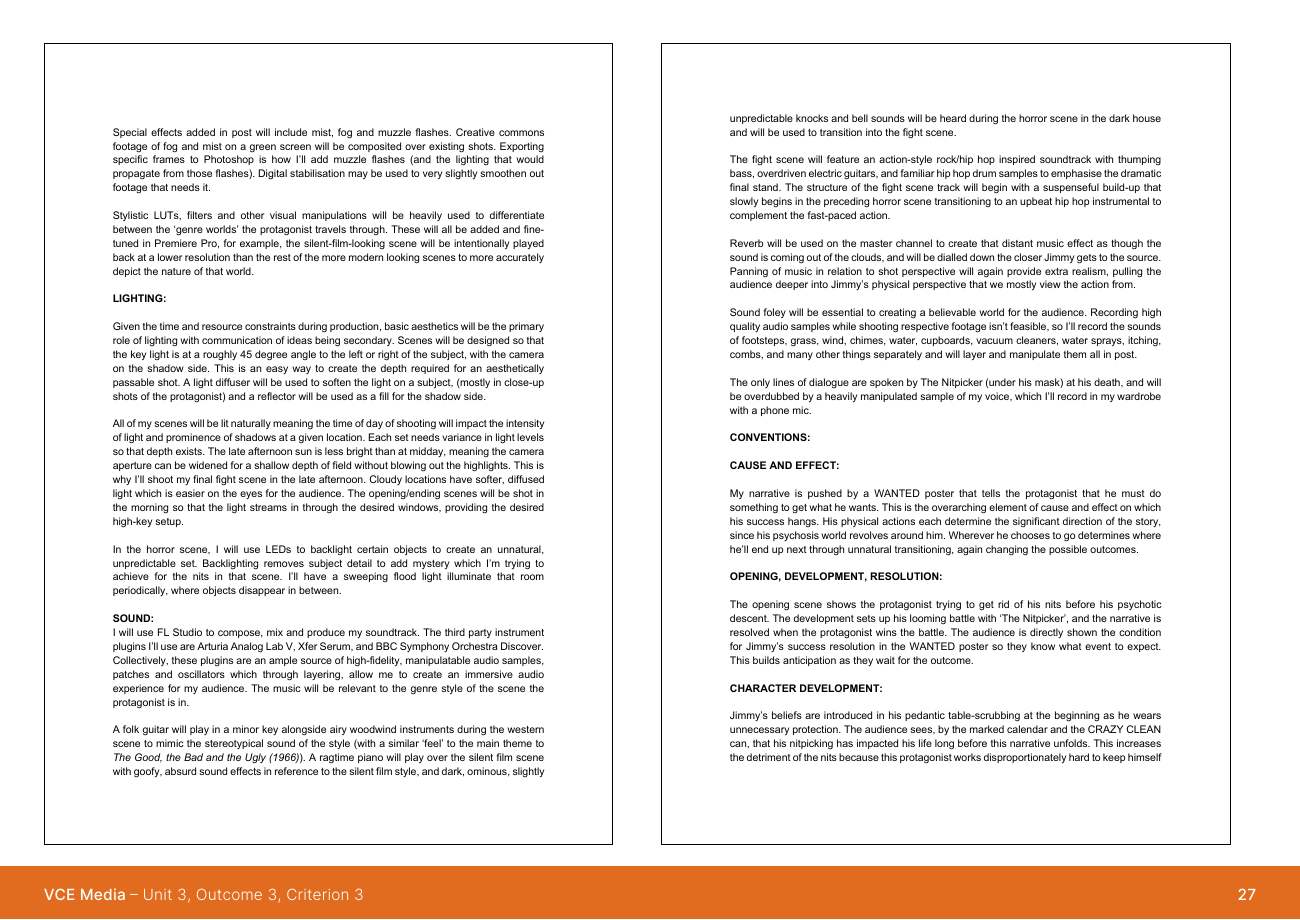 Special effects added in post will include mist, fog and muzzle flashes. Creative commons
footage of fog and mist on a green screen will be composited over existing shots. Exporting
specific frames to Photoshop is how I’ll add muzzle flashes (and the lighting that would
propagate from those flashes). Digital stabilisation may be used to very slightly smoothen out
footage that needs it.
Stylistic LUTs, filters and other visual manipulations will be heavily used to differentiate
between the ‘genre worlds’ the protagonist travels through. These will all be added and fine-
tuned in Premiere Pro, for example, the silent-film-looking scene will be intentionally played
back at a lower resolution than the rest of the more modern looking scenes to more accurately
depict the nature of that world.
LIGHTING:
Given the time and resource constraints during production, basic aesthetics will be the primary
role of lighting with communication of ideas being secondary. Scenes will be designed so that
the key light is at a roughly 45 degree angle to the left or right of the subject, with the camera
on the shadow side. This is an easy way to create the depth required for an aesthetically
passable shot. A light diffuser will be used to soften the light on a subject, (mostly in close-up
shots of the protagonist) and a reflector will be used as a fill for the shadow side.
All of my scenes will be lit naturally meaning the time of day of shooting will impact the intensity
of light and prominence of shadows at a given location. Each set needs variance in light levels
so that depth exists. The late afternoon sun is less bright than at midday, meaning the camera
aperture can be widened for a shallow depth of field without blowing out the highlights. This is
why I’ll shoot my final fight scene in the late afternoon. Cloudy locations have softer, diffused
light which is easier on the eyes for the audience. The opening/ending scenes will be shot in
the morning so that the light streams in through the desired windows, providing the desired
high-key setup.
In the horror scene, I will use LEDs to backlight certain objects to create an unnatural,
unpredictable set. Backlighting removes subject detail to add mystery which I’m trying to
achieve for the nits in that scene. I’ll have a sweeping flood light illuminate that room
periodically, where objects disappear in between.
SOUND:
I will use FL Studio to compose, mix and produce my soundtrack. The third party instrument
plugins I’ll use are Arturia Analog Lab V, Xfer Serum, and BBC Symphony Orchestra Discover.
Collectively, these plugins are an ample source of high-fidelity, manipulatable audio samples,
patches and oscillators which through layering, allow me to create an immersive audio
experience for my audience. The music will be relevant to the genre style of the scene the
protagonist is in.
A folk guitar will play in a minor key alongside airy woodwind instruments during the western
scene to mimic the stereotypical sound of the style (with a similar ‘feel’ to the main theme to
The Good, the Bad and the Ugly (1966)). A ragtime piano will play over the silent film scene
with goofy, absurd sound effects in reference to the silent film style, and dark, ominous, slightly
unpredictable knocks and bell sounds will be heard during the horror scene in the dark house
and will be used to transition into the fight scene.
The fight scene will feature an action-style rock/hip hop inspired soundtrack with thumping
bass, overdriven electric guitars, and familiar hip hop drum samples to emphasise the dramatic
final stand. The structure of the fight scene track will begin with a suspenseful build-up that
slowly begins in the preceding horror scene transitioning to an upbeat hip hop instrumental to
complement the fast-paced action.
Reverb will be used on the master channel to create that distant music effect as though the
sound is coming out of the clouds, and will be dialled down the closer Jimmy gets to the source.
Panning of music in relation to shot perspective will again provide extra realism, pulling the
audience deeper into Jimmy’s physical perspective that we mostly view the action from.
Sound foley will be essential to creating a believable world for the audience. Recording high
quality audio samples while shooting respective footage isn’t feasible, so I’ll record the sounds
of footsteps, grass, wind, chimes, water, cupboards, vacuum cleaners, water sprays, itching,
combs, and many other things separately and will layer and manipulate them all in post.
The only lines of dialogue are spoken by The Nitpicker (under his mask) at his death, and will
be overdubbed by a heavily manipulated sample of my voice, which I’ll record in my wardrobe
with a phone mic.
CONVENTIONS:
CAUSE AND EFFECT:
My narrative is pushed by a WANTED poster that tells the protagonist that he must do
something to get what he wants. This is the overarching element of cause and effect on which
his success hangs. His physical actions each determine the significant direction of the story,
since his psychosis world revolves around him. Wherever he chooses to go determines where
he’ll end up next through unnatural transitioning, again changing the possible outcomes.
OPENING, DEVELOPMENT, RESOLUTION:
The opening scene shows the protagonist trying to get rid of his nits before his psychotic
descent. The development sets up his looming battle with ‘The Nitpicker’, and the narrative is
resolved when the protagonist wins the battle. The audience is directly shown the condition
for Jimmy’s success resolution in the WANTED poster so they know what event to expect.
This builds anticipation as they wait for the outcome.
CHARACTER DEVELOPMENT:
Jimmy’s beliefs are introduced in his pedantic table-scrubbing at the beginning as he wears
unnecessary protection. The audience sees, by the marked calendar and the CRAZY CLEAN
can, that his nitpicking has impacted his life long before this narrative unfolds. This increases
the detriment of the nits because this protagonist works disproportionately hard to keep himself
VCE Media – Unit 3, Outcome 3, Criterion 3
27